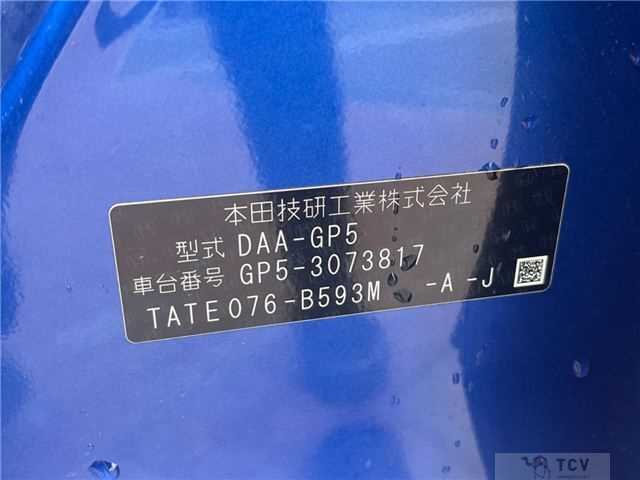 本田技研工業株式会社
型式 DAA-GP5
車台番号 GP5-3073817
TATE076-B593M -A -J
TCV